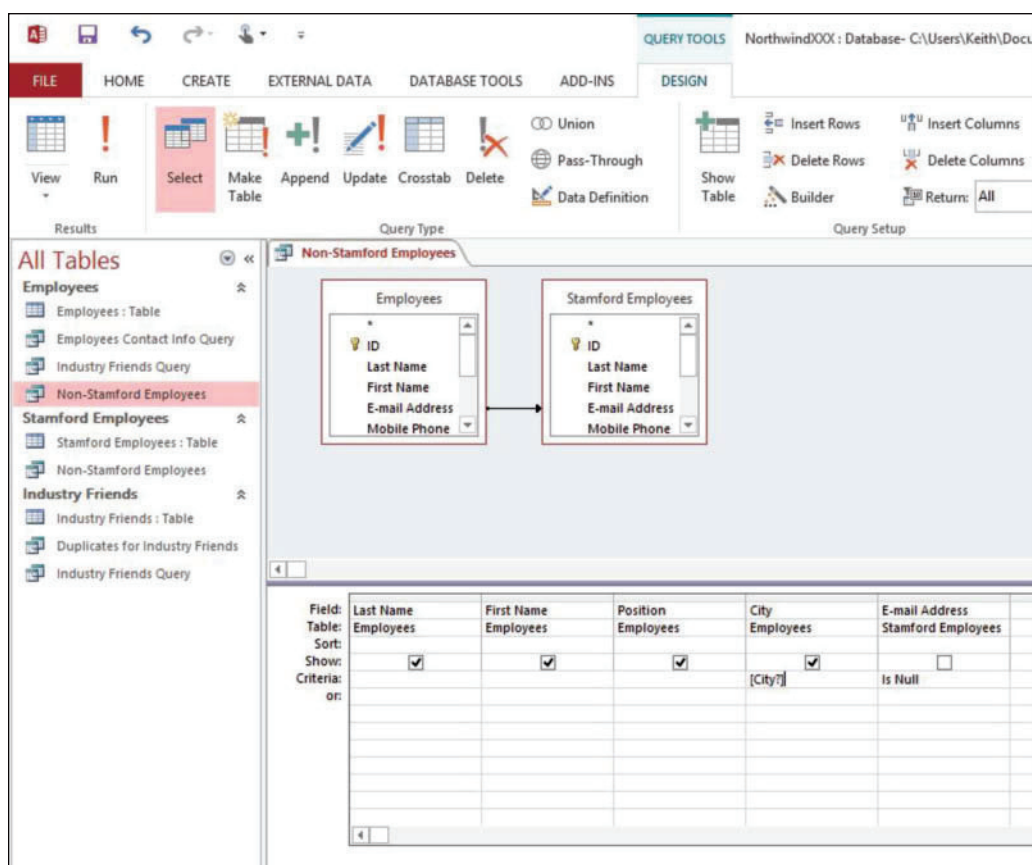 QUERY TOOLS NorthwindXXX : Database- C:\Users\Keith\Docu
FILE HOME CREATE EXTERNAL DATA DATABASE TOOLS ADD-INS DESIGN
View
Run
Select
Make
Table
Append
Update
Crosstab
Delete
Union
Pass-Through
Data Definition
Show
Table
Insert Rows
Delete Rows
Builder
Insert Columns
Delete Columns
Return: All
Results
Query Type
Query Setup
All Tables
Employees
Employees : Table
Employees Contact Info Query
Industry Friends Query
Non-Stamford Employees
Stamford Employees
Stamford Employees : Table
Non-Stamford Employees
Industry Friends
Industry Friends : Table
Duplicates for Industry Friends
Industry Friends Query
Non-Stamford Employees
Employees
*
ID
Last Name
First Name
E-mail Address
Mobile Phone
Stamford Employees
*
ID
Last Name
First Name
E-mail Address
Mobile Phone
Field: Last Name First Name Position City E-mail Address
Table: Employees Employees Employees Employees Stamford Employees
Sort:
Show:
Criteria: [City?] Is Null
or: